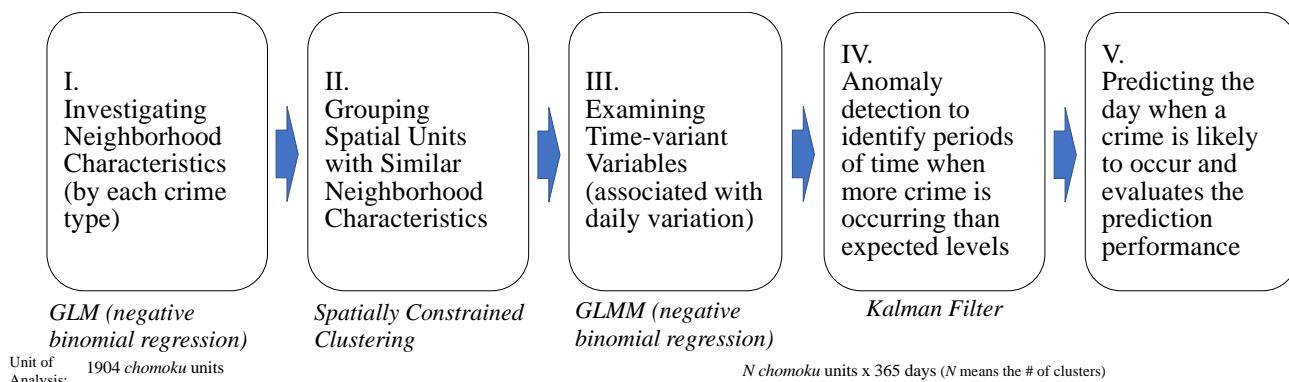 I.
Investigating
Neighborhood
Characteristics
(by each crime
type)
II.
Grouping
Spatial Units
with Similar
Neighborhood
Characteristics
III.
Examining
Time-variant
Variables
(associated with
daily variation)
IV.
Anomaly
detection to
identify periods
of time when
more crime is
occurring than
expected levels
V.
Predicting the
day when a
crime is likely
to occur and
evaluates the
prediction
performance
GLM (negative
binomial regression)
Spatially Constrained
Clustering
GLMM (negative
binomial regression)
Kalman Filter
Unit of
Analysis:
1904 chomoku units
N chomoku units x 365 days (N means the # of clusters)